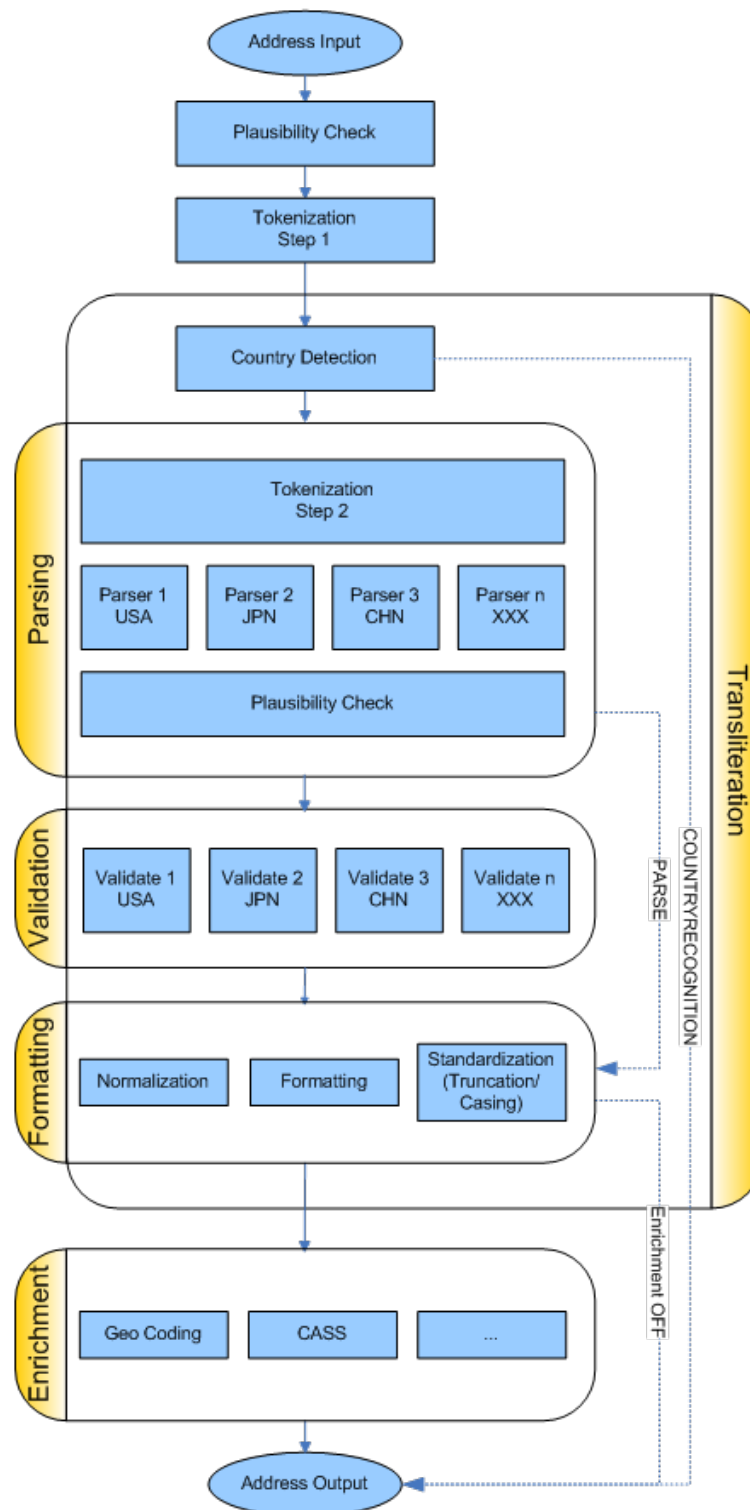 Address Input
Plausibility Check
Tokenization
Step 1
Country Detection
Parsing
Tokenization
Step 2
Parser 1
USA
Parser 2
JPN
Parser 3
CHN
Parser n
XXX
Plausibility Check
Transliteration
COUNTRYRECOGNITION
PARSE
Validation
Validate 1
USA
Validate 2
JPN
Validate 3
CHN
Validate n
XXX
Formatting
Normalization
Formatting
Standardization
(Truncation/
Casing)
Enrichment OFF
Enrichment
Geo Coding
CASS
...
Address Output